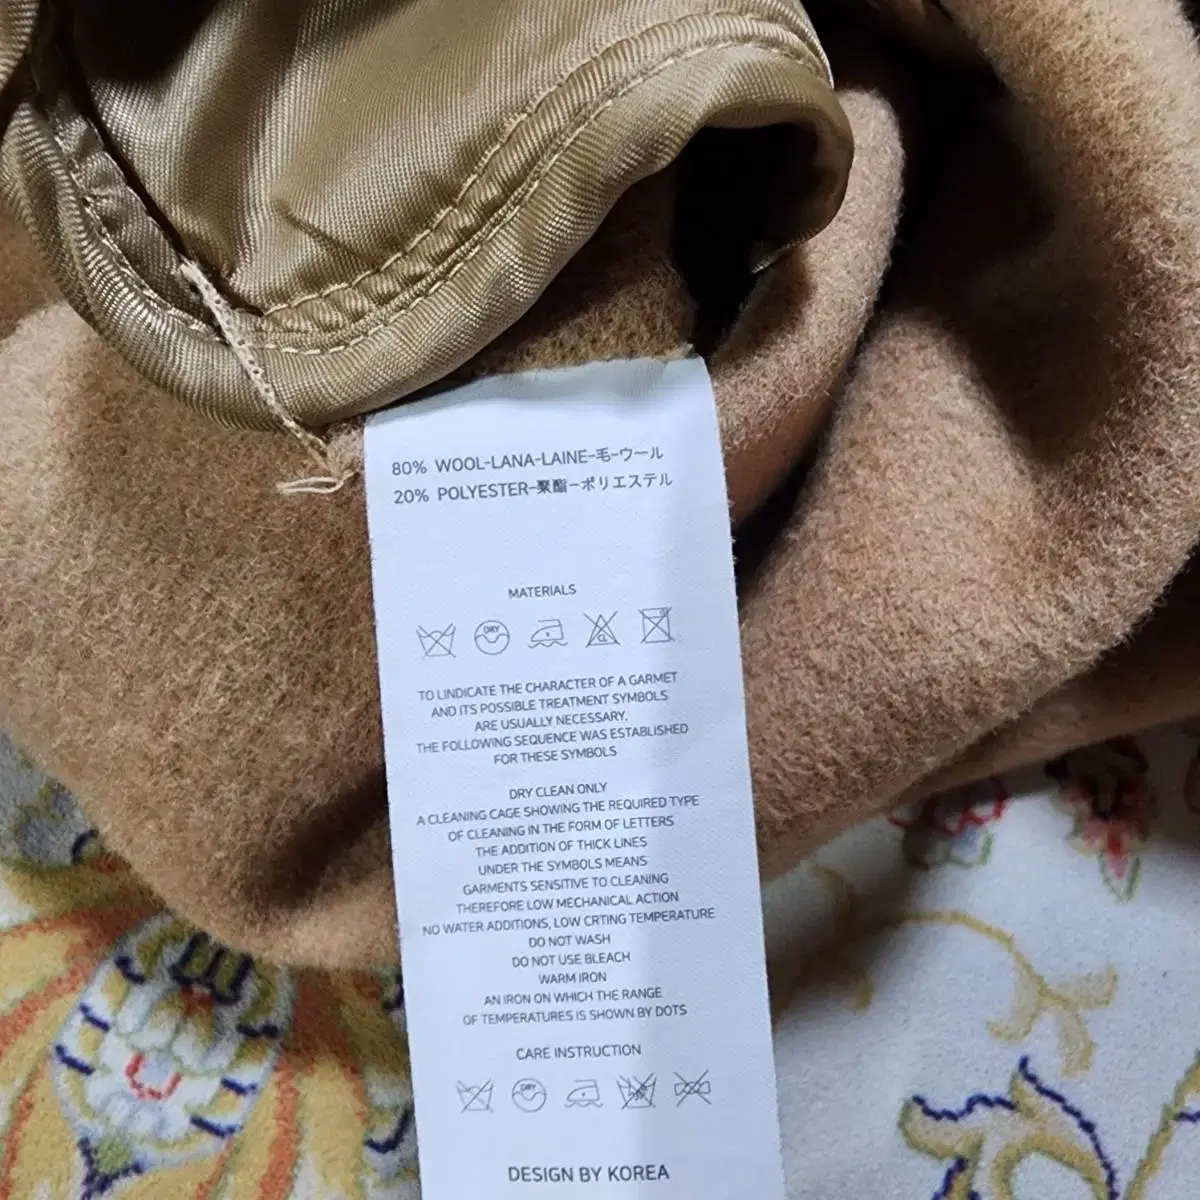 80% WOOL-LANA-LAINE-毛-ウール
20% POLYESTER-聚酯-ポリエステル
MATERIALS
DRY
CL
TO LINDICATE THE CHARACTER OF A GARMET
AND ITS POSSIBLE TREATMENT SYMBOLS
ARE USUALLY NECESSARY.
THE FOLLOWING SEQUENCE WAS ESTABLISHED
FOR THESE SYMBOLS
DRY CLEAN ONLY
A CLEANING CAGE SHOWING THE REQUIRED TYPE
OF CLEANING IN THE FORM OF LETTERS
THE ADDITION OF THICK LINES
UNDER THE SYMBOLS MEANS
GARMENTS SENSITIVE TO CLEANING
THEREFORE LOW MECHANICAL ACTION
NO WATER ADDITIONS, LOW CRTING TEMPERATURE
DO NOT WASH
DO NOT USE BLEACH
WARM IRON
AN IRON ON WHICH THE RANGE
OF TEMPERATURES IS SHOWN BY DOTS
CARE INSTRUCTION
DRY
DESIGN BY KOREA